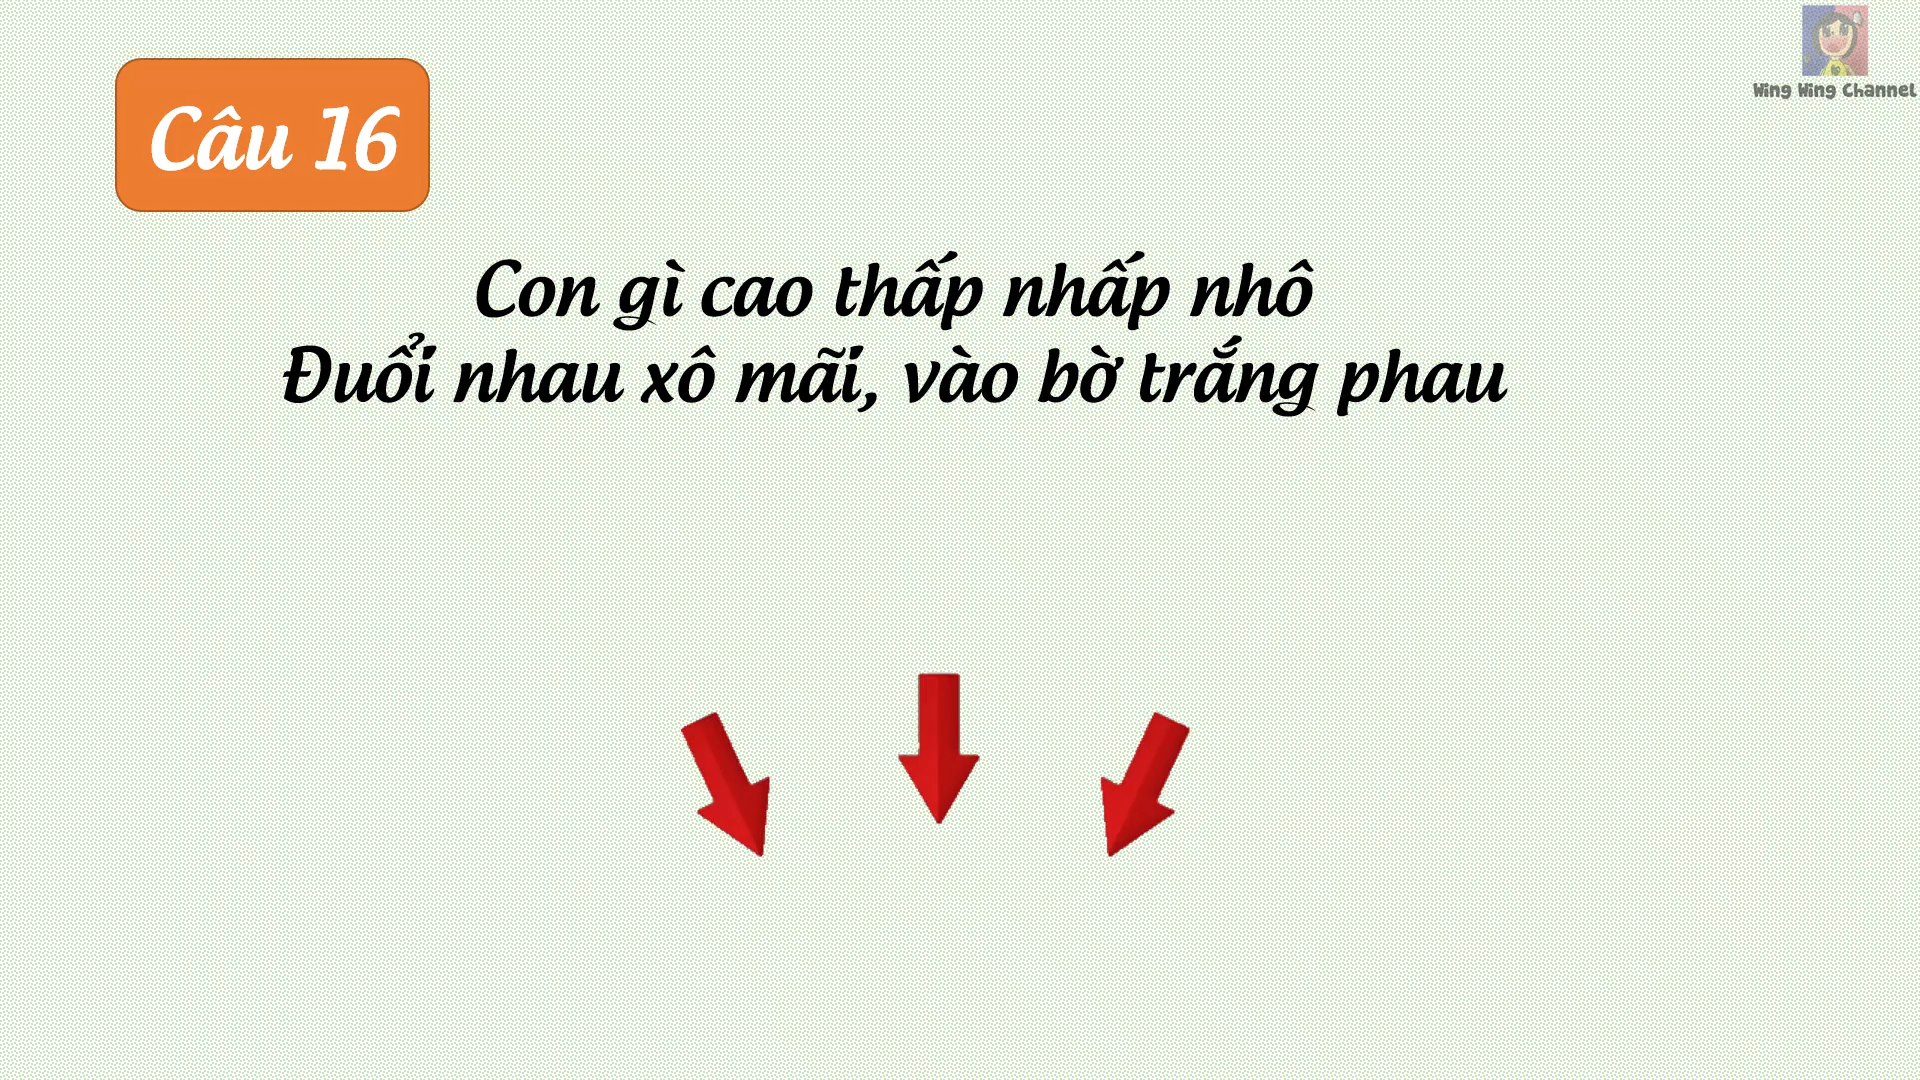 Wing Wing Channel
Câu 16
Con gì cao thấp nhấp nhô
Đuổi nhau xô mãi, vào bờ trắng phau